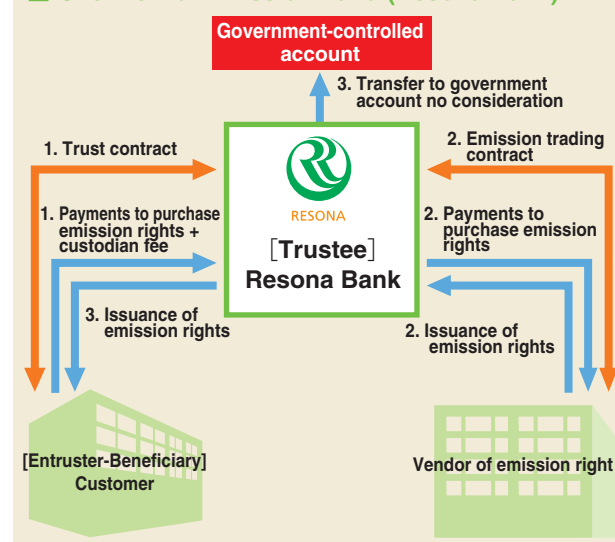 Government-controlled
account
3. Transfer to government
account no consideration
1. Trust contract
2. Emission trading
contract
RESONA
1. Payments to purchase
emission rights +
custodian fee
2. Payments to
purchase emission
rights
[Trustee]
Resona Bank
3. Issuance of
emission rights
2. Issuance of
emission rights
[Entruster-Beneficiary]
Customer
Vendor of emission right